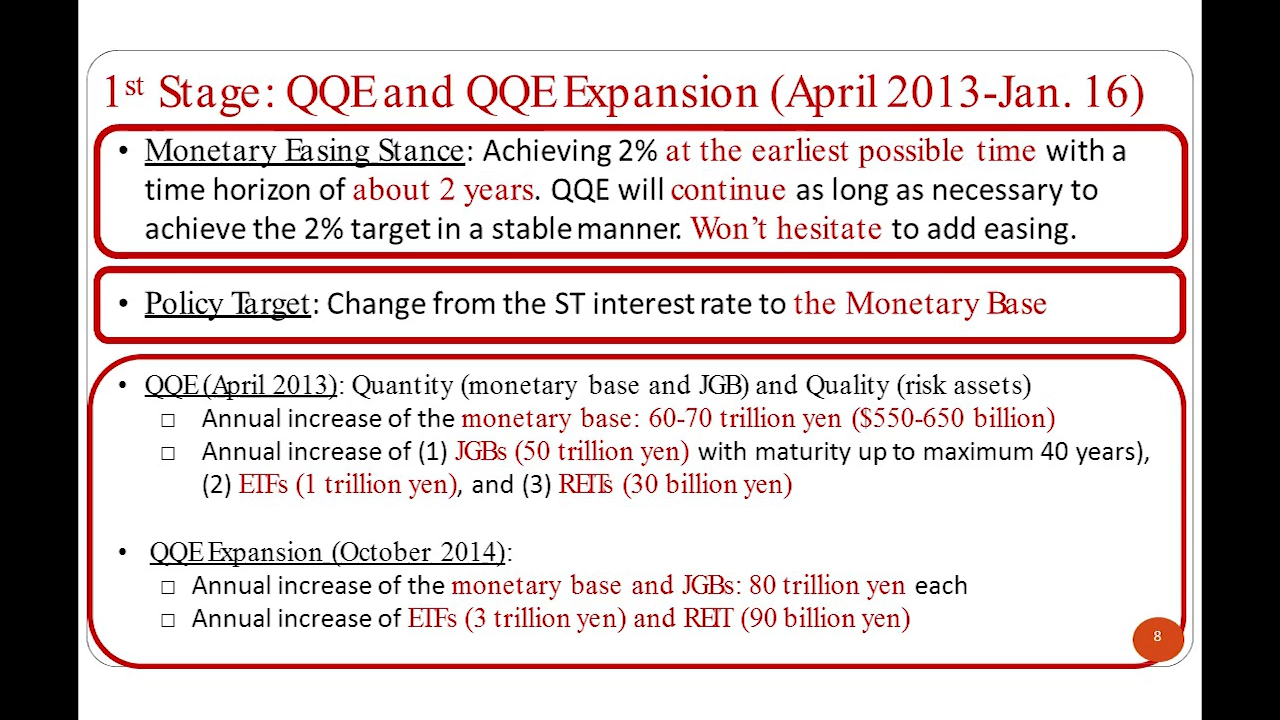 1st Stage: QQE and QQE Expansion (April 2013-Jan. 16)
• Monetary Easing Stance: Achieving 2% at the earliest possible time with a
time horizon of about 2 years. QQE will continue as long as necessary to
achieve the 2% target in a stable manner. Won't hesitate to add easing.
• Policy Target: Change from the ST interest rate to the Monetary Base
• QQE (April 2013): Quantity (monetary base and JGB) and Quality (risk assets)
□ Annual increase of the monetary base: 60-70 trillion yen ($550-650 billion)
□ Annual increase of (1) JGBs (50 trillion yen) with maturity up to maximum 40 years),
(2) ETFs (1 trillion yen), and (3) REITs (30 billion yen)
• QQE Expansion (October 2014):
□ Annual increase of the monetary base and JGBs: 80 trillion yen each
□ Annual increase of ETFs (3 trillion yen) and REIT (90 billion yen)
8